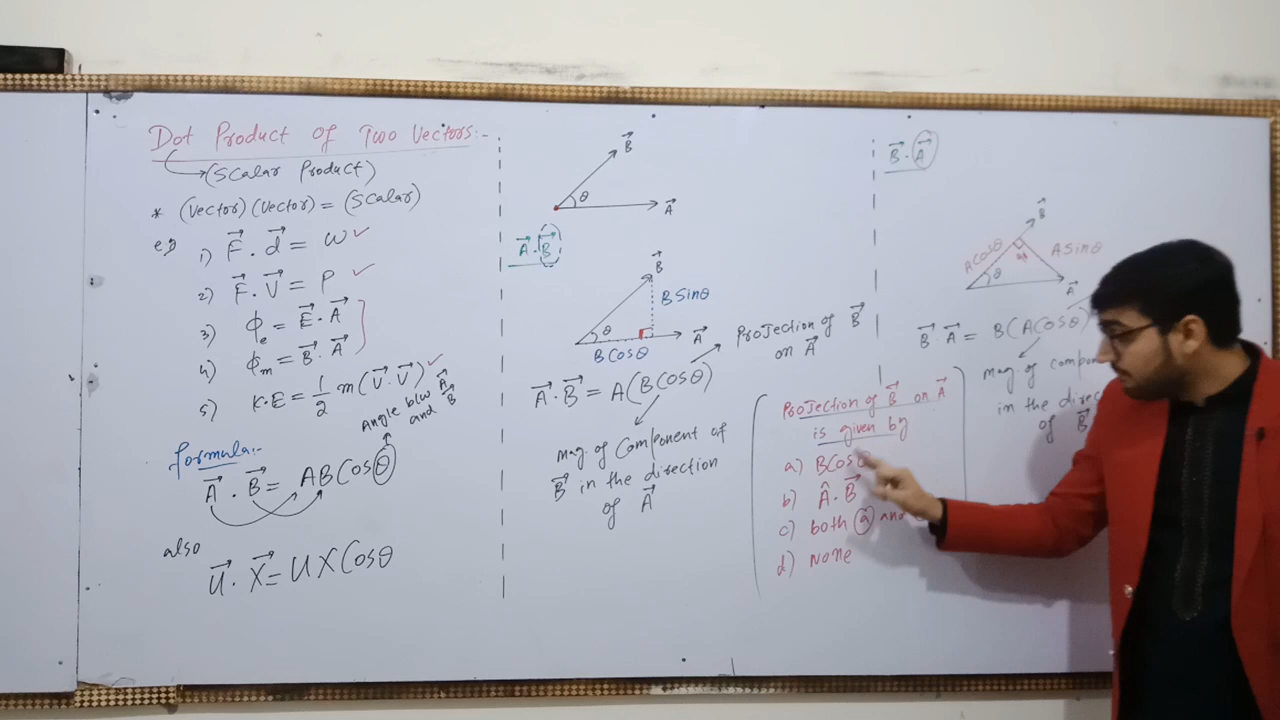 Dot Product of Two Vectors:-
(Scalar Product)
* (Vector)(Vector) = (Scalar)
e.g 1) F⃗ . d⃗ = W ✓
2) F⃗ . V⃗ = P ✓
3) ϕe = E⃗ . A⃗
4) ϕm = B⃗ . A⃗
5) K.E = 1/2 m(V⃗ . V⃗) ✓
Angle b/w A⃗
and B⃗
formula:-
A⃗ . B⃗ = AB Cosθ
also
U⃗ . X⃗ = U X Cosθ
B⃗
θ
A⃗
A⃗ . B⃗
B⃗
B Sinθ
θ
A⃗
B Cosθ
Projection of B⃗
on A⃗
A⃗ . B⃗ = A(B Cosθ)
Mag. of Component of
B⃗ in the direction
of A⃗
Projection of B⃗ on A⃗
is given by
a) B Cosθ
b) Â . B⃗
c) both (a) and
d) None
B⃗ . A⃗
B⃗
A Cosθ
A Sinθ
θ
A⃗
B⃗ . A⃗ = B(A Cosθ)
Mag. of
in the
of B⃗